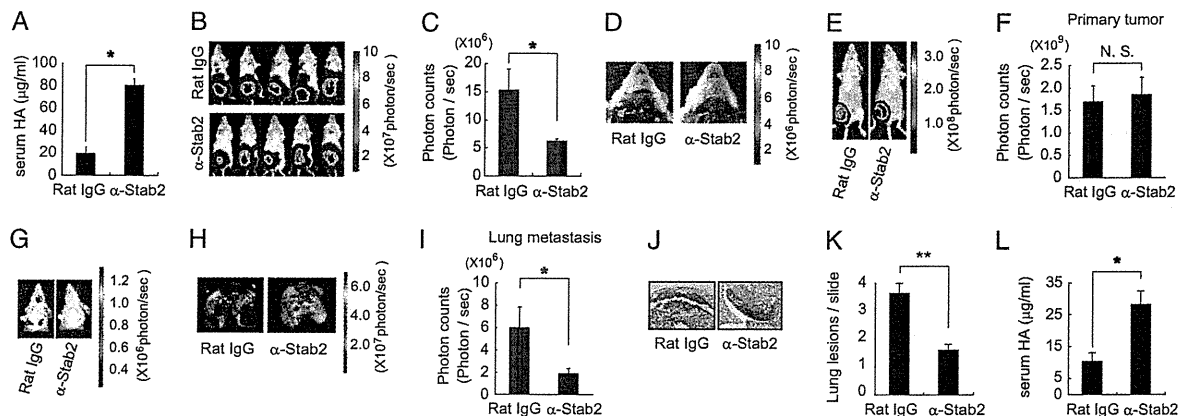 A
serum HA (µg/ml)
100
80
60
40
20
0
*
Rat IgG α-Stab2
B
Rat IgG
α-Stab2
10
8
6
4
2
(X10⁷photon/sec)
C
(X10⁶)
Photon counts
(Photon / sec)
20
15
10
5
0
*
Rat IgG α-Stab2
D
Rat IgG α-Stab2
10
8
6
4
2
(X10⁶photon/sec)
E
Rat IgG
α-Stab2
3.0
2.0
1.0
(X10⁸photon/sec)
F
Primary tumor
(X10⁹)
Photon counts
(Photon / sec)
2.5
2.0
1.5
1.0
0.5
0
N. S.
Rat IgG α-Stab2
G
Rat IgG
α-Stab2
1.2
1.0
0.8
0.6
0.4
(X10⁶photon/sec)
H
Rat IgG α-Stab2
6.0
4.0
2.0
(X10⁷photon/sec)
I
Lung metastasis
(X10⁶)
Photon counts
(Photon / sec)
10
8
6
4
2
0
*
Rat IgG α-Stab2
J
Rat IgG α-Stab2
K
Lung lesions / slide
4
3
2
1
0
**
Rat IgG α-Stab2
L
serum HA (µg/ml)
35
25
15
5
0
*
Rat IgG α-Stab2